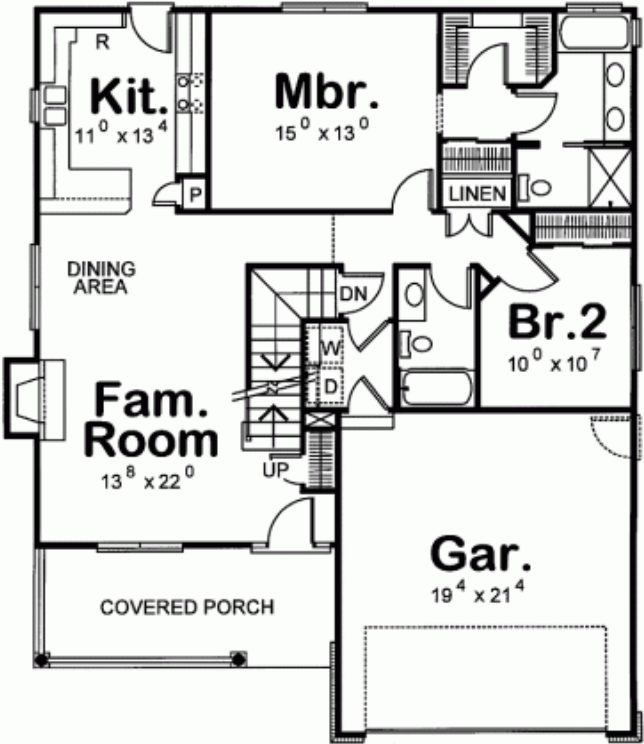 R
Kit.
11⁰ x 13⁴
P
Mbr.
15⁰ x 13⁰
LINEN
DINING
AREA
DN
W
D
Br.2
10⁰ x 10⁷
Fam.
Room
13⁸ x 22⁰
UP
Gar.
19⁴ x 21⁴
COVERED PORCH